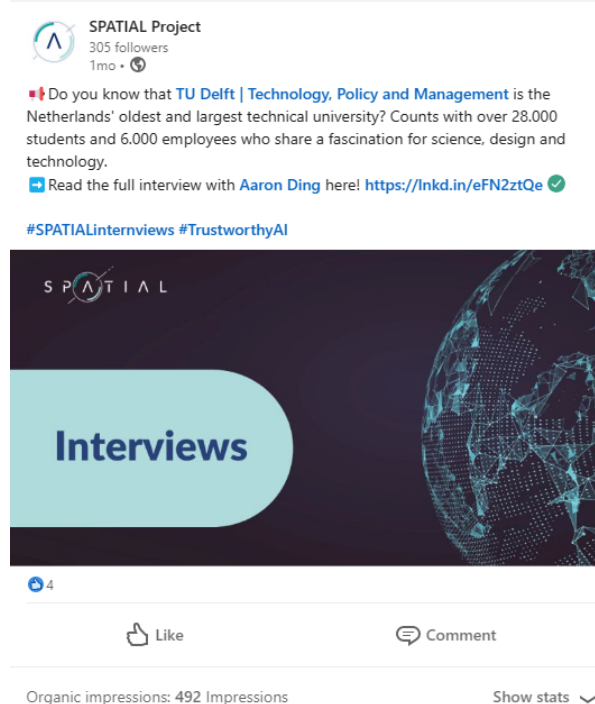 SPATIAL Project
305 followers
1mo •
Do you know that TU Delft | Technology, Policy and Management is the
Netherlands' oldest and largest technical university? Counts with over 28.000
students and 6.000 employees who share a fascination for science, design and
technology.
Read the full interview with Aaron Ding here! https://lnkd.in/eFN2ztQe
#SPATIALinternviews #TrustworthyAI
SPATIAL
Interviews
4
Like
Comment
Organic impressions: 492 Impressions
Show stats